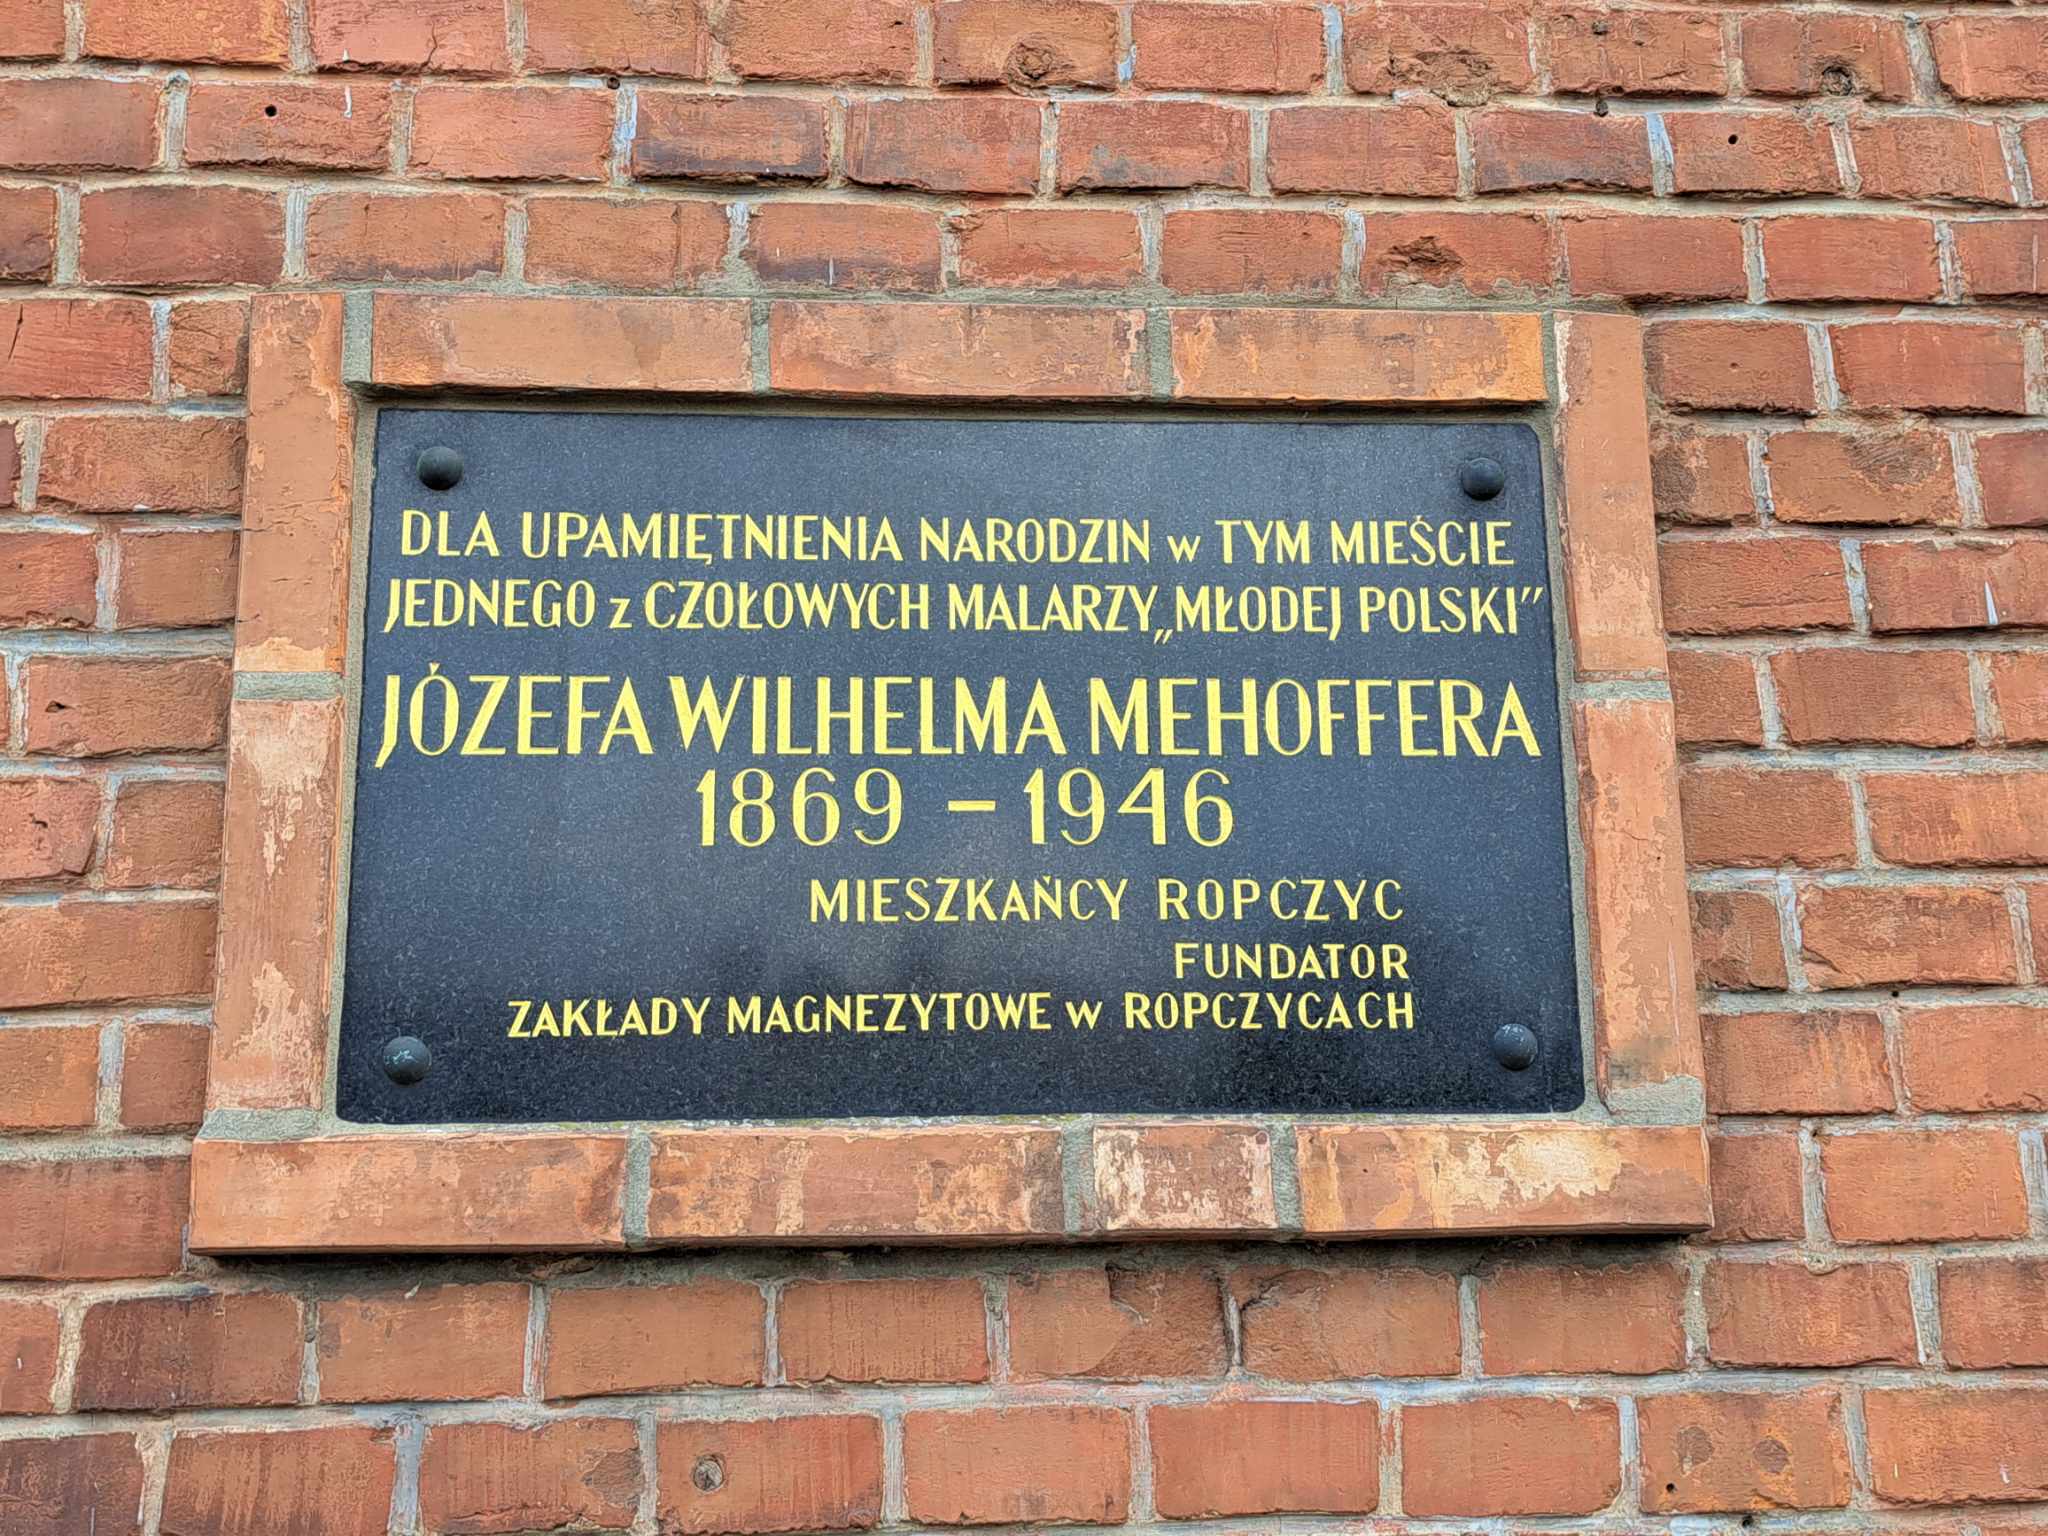 DLA UPAMIĘTNIENIA NARODZIN w TYM MIEŚCIE
JEDNEGO z CZOŁOWYCH MALARZY „MŁODEJ POLSKI”
JÓZEFA WILHELMA MEHOFFERA
1869 – 1946
MIESZKAŃCY ROPCZYC
FUNDATOR
ZAKŁADY MAGNEZYTOWE w ROPCZYCACH